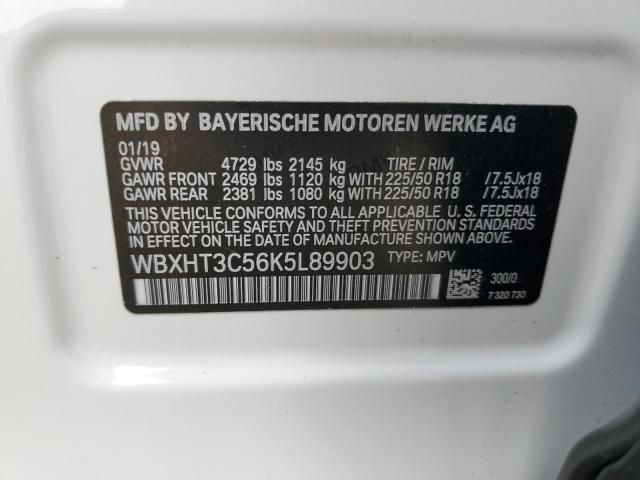 MFD BY BAYERISCHE MOTOREN WERKE AG
01/19
GVWR 4729 lbs 2145 kg TIRE / RIM
GAWR FRONT 2469 lbs 1120 kg WITH 225/50 R18 /7.5Jx18
GAWR REAR 2381 lbs 1080 kg WITH 225/50 R18 /7.5Jx18
THIS VEHICLE CONFORMS TO ALL APPLICABLE U. S. FEDERAL
MOTOR VEHICLE SAFETY AND THEFT PREVENTION STANDARDS
IN EFFECT ON THE DATE OF MANUFACTURE SHOWN ABOVE.
WBXHT3C56K5L89903 TYPE: MPV
300/0
7 320 730